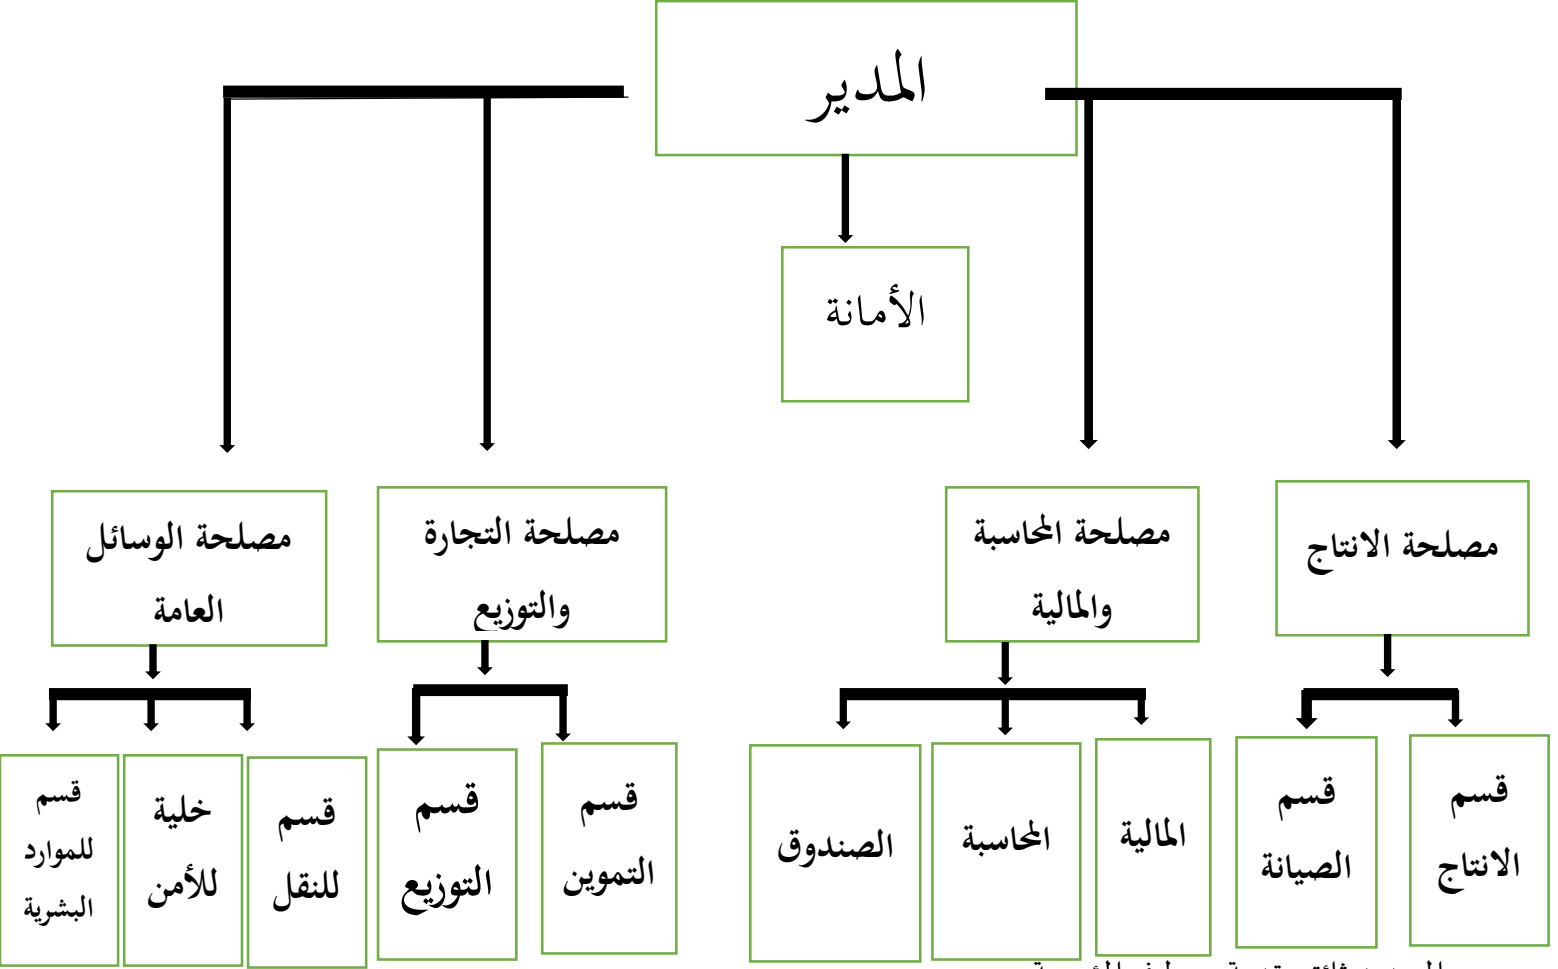 المدير
الأمانة
مصلحة الانتاج
مصلحة المحاسبة
والمالية
مصلحة التجارة
والتوزيع
مصلحة الوسائل
العامة
قسم
الانتاج
قسم
الصيانة
المالية
المحاسبة
الصندوق
قسم
التموين
قسم
التوزيع
قسم
للنقل
خلية
للأمن
قسم
للموارد
البشرية